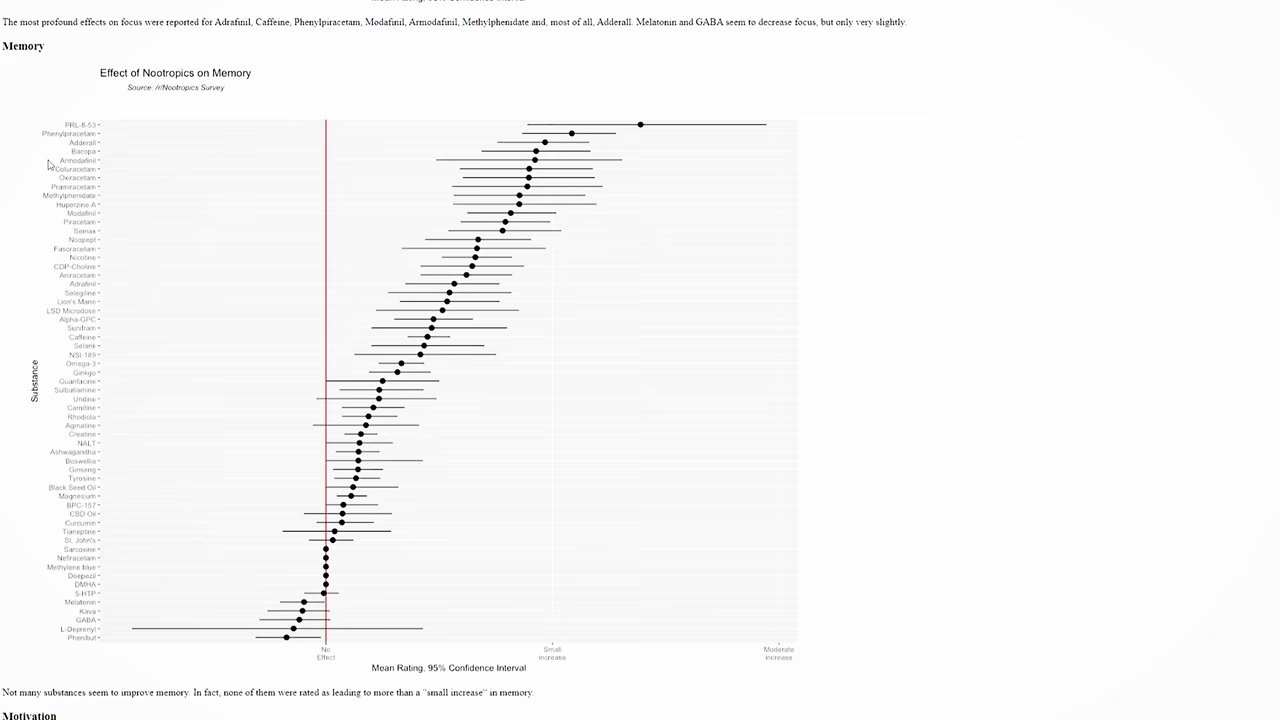 Mean Rating, 95% Confidence Interval
The most profound effects on focus were reported for Adrafinil, Caffeine, Phenylpiracetam, Modafinil, Armodafinil, Methylphenidate and, most of all, Adderall. Melatonin and GABA seem to decrease focus, but only very slightly.
Memory
Effect of Nootropics on Memory
Source: /r/Nootropics Survey
PRL-8-53
Phenylpiracetam
Adderall
Bacopa
Armodafinil
Coluracetam
Oxiracetam
Pramiracetam
Methylphenidate
Huperzine A
Modafinil
Piracetam
Semax
Noopept
Fasoracetam
Nicotine
CDP-Choline
Aniracetam
Adrafinil
Selegiline
Lion's Mane
LSD Microdose
Alpha-GPC
Sunifiram
Caffeine
Selank
NSI-189
Omega-3
Ginkgo
Guanfacine
Sulbutiamine
Uridine
Carnitine
Rhodiola
Agmatine
Creatine
NALT
Ashwagandha
Boswellia
Ginseng
Tyrosine
Black Seed Oil
Magnesium
BPC-157
CBD Oil
Curcumin
Tianeptine
St. John's
Sarcosine
Nefiracetam
Methylene blue
Doepezil
DMHA
5-HTP
Melatonin
Kava
GABA
L-Deprenyl
Phenibut
Substance
No Effect
Small increase
Moderate increase
Mean Rating, 95% Confidence Interval
Not many substances seem to improve memory. In fact, none of them were rated as leading to more than a "small increase" in memory.
Motivation